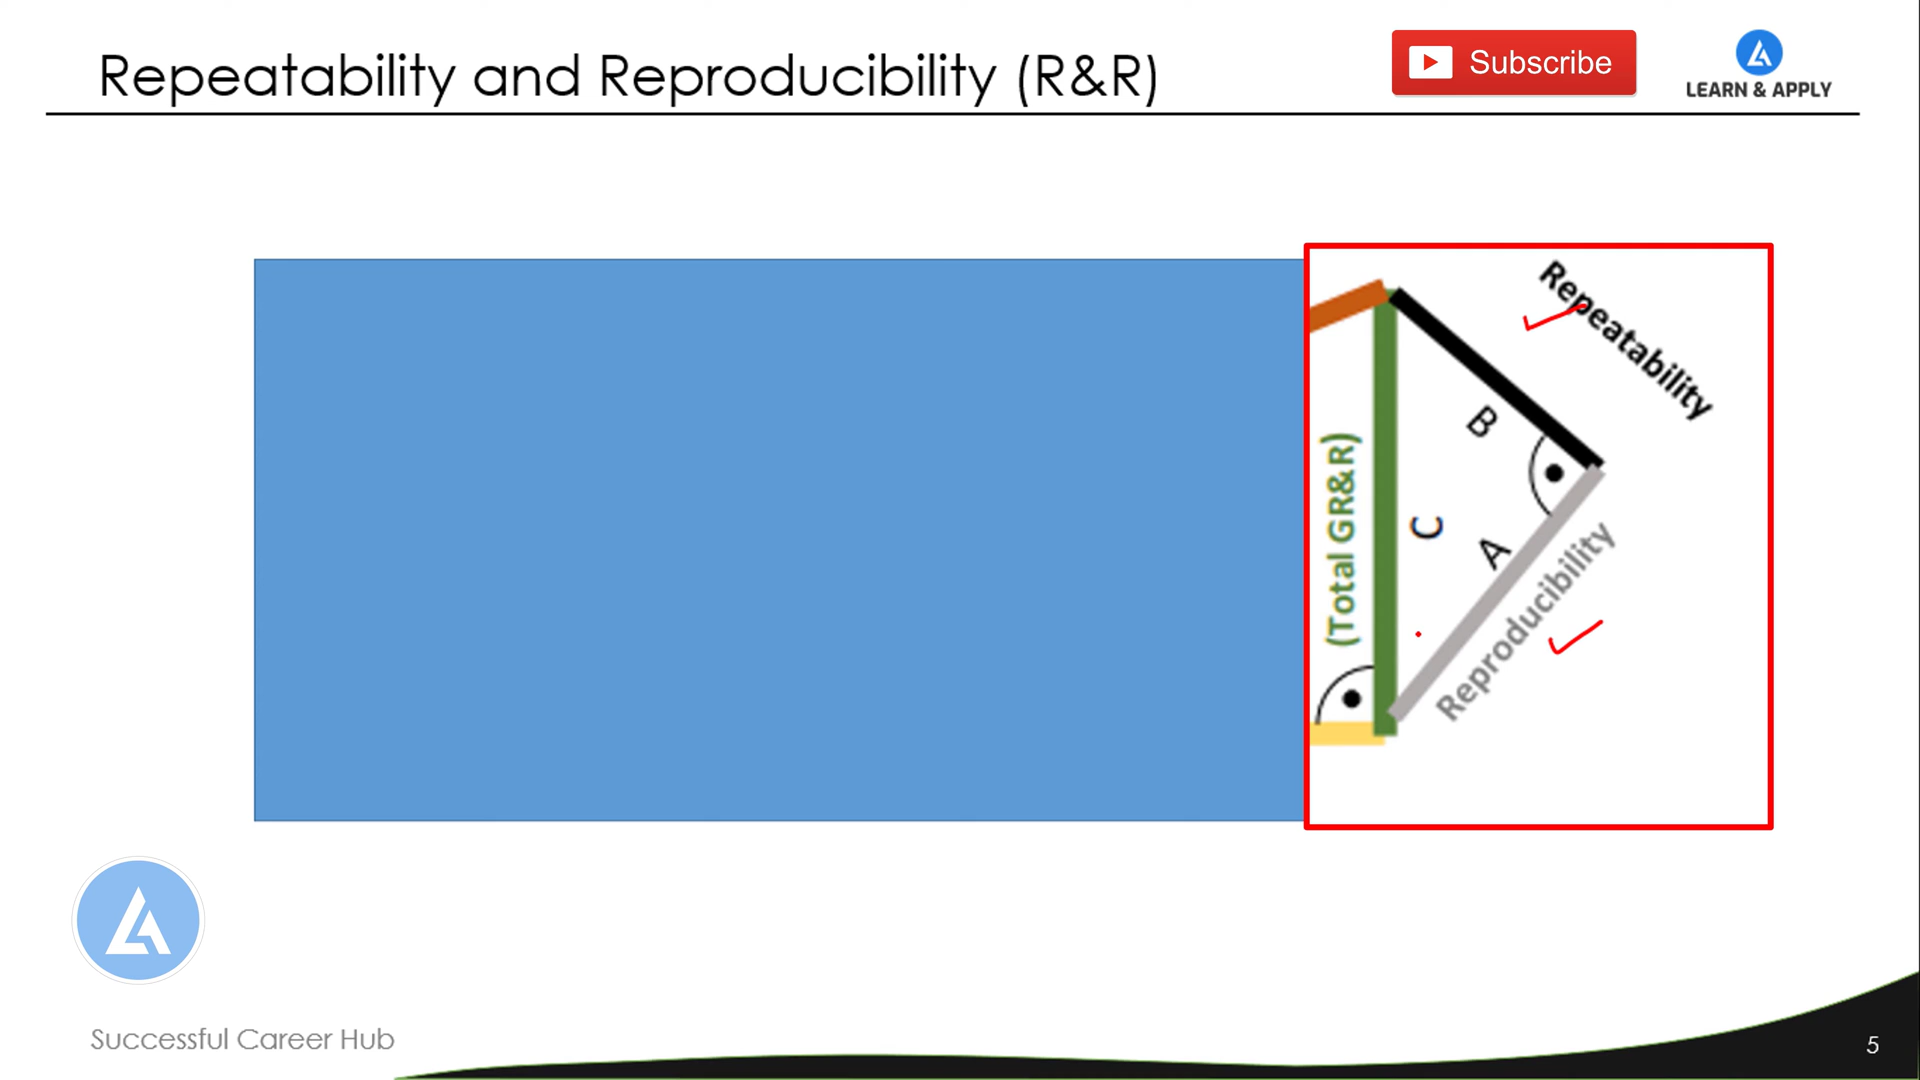 Repeatability and Reproducibility (R&R)
Subscribe
LEARN & APPLY
Repeatability
B
(Total GR&R)
C
A
Reproducibility
Successful Career Hub
5